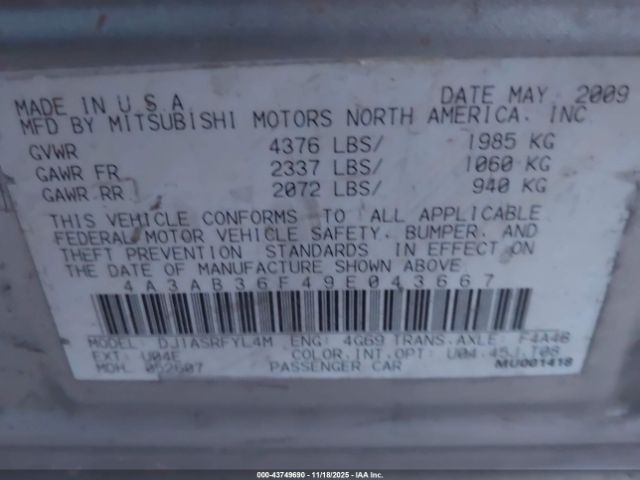 MADE IN U S A DATE MAY. 2009
MFD BY MITSUBISHI MOTORS NORTH AMERICA. INC
GVWR 4376 LBS/ 1985 KG
GAWR FR 2337 LBS/ 1060 KG
GAWR RR 2072 LBS/ 940 KG
THIS VEHICLE CONFORMS TO ALL APPLICABLE
FEDERAL MOTOR VEHICLE SAFETY. BUMPER. AND
THEFT PREVENTION STANDARDS IN EFFECT ON
THE DATE OF MANUFACTURE SHOWN ABOVE
4A3AB36F49E043667
MODEL: DJ1ASRFYL4M ENG: 4G69 TRANS.AXLE: F4A4B
EXT: U04E COLOR.INT.OPT: U04.45J.T08
MDH. 052607 PASSENGER CAR MU001418
000-43749690 - 11/18/2025 - IAAI.com Inc.